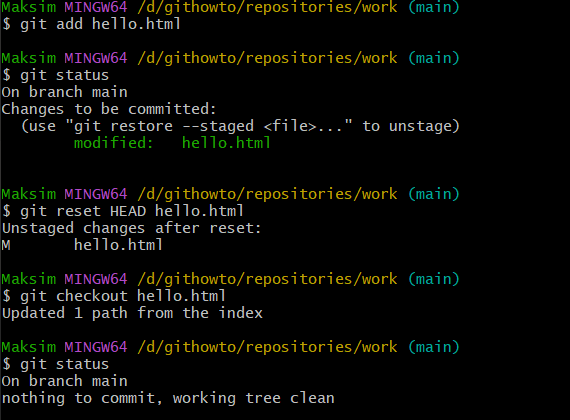 Maksim MINGW64 /d/githowto/repositories/work (main)
$ git add hello.html
Maksim MINGW64 /d/githowto/repositories/work (main)
$ git status
On branch main
Changes to be committed:
  (use "git restore --staged <file>..." to unstage)
        modified:   hello.html
Maksim MINGW64 /d/githowto/repositories/work (main)
$ git reset HEAD hello.html
Unstaged changes after reset:
M       hello.html
Maksim MINGW64 /d/githowto/repositories/work (main)
$ git checkout hello.html
Updated 1 path from the index
Maksim MINGW64 /d/githowto/repositories/work (main)
$ git status
On branch main
nothing to commit, working tree clean